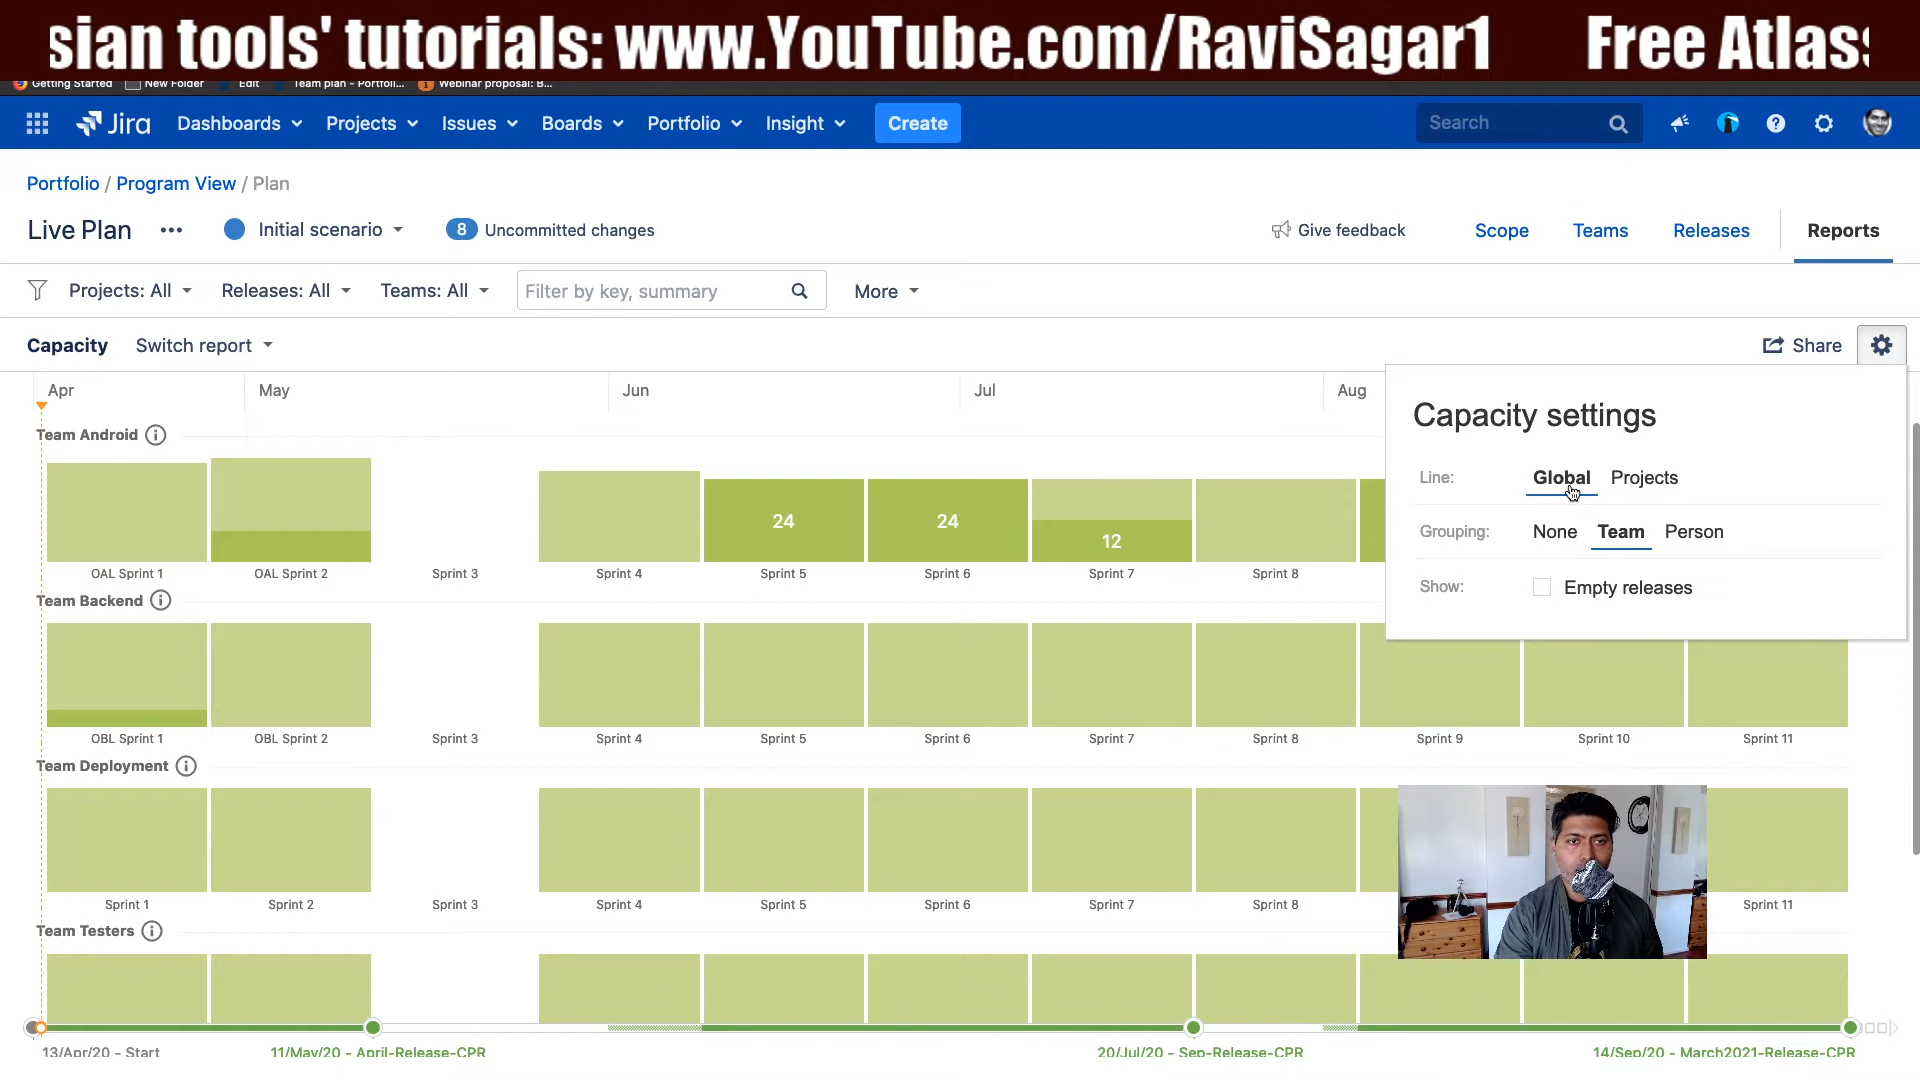 sian tools' tutorials: www.YouTube.com/RaviSagar1 Free Atlas
Getting Started New Folder Edit Team plan - Portfoli... Webinar proposal: B...
Jira Dashboards Projects Issues Boards Portfolio Insight Create Search
Portfolio / Program View / Plan
Live Plan ••• Initial scenario 8 Uncommitted changes Give feedback Scope Teams Releases Reports
Projects: All Releases: All Teams: All Filter by key, summary More
Capacity Switch report Share
Apr May Jun Jul Aug
Capacity settings
Line: Global Projects
Grouping: None Team Person
Show: Empty releases
Team Android
24 24 12
OAL Sprint 1 OAL Sprint 2 Sprint 3 Sprint 4 Sprint 5 Sprint 6 Sprint 7 Sprint 8
Team Backend
OBL Sprint 1 OBL Sprint 2 Sprint 3 Sprint 4 Sprint 5 Sprint 6 Sprint 7 Sprint 8 Sprint 9 Sprint 10 Sprint 11
Team Deployment
Sprint 1 Sprint 2 Sprint 3 Sprint 4 Sprint 5 Sprint 6 Sprint 7 Sprint 8 Sprint 11
Team Testers
13/Apr/20 - Start 11/May/20 - April-Release-CPR 20/Jul/20 - Sep-Release-CPR 14/Sep/20 - March2021-Release-CPR